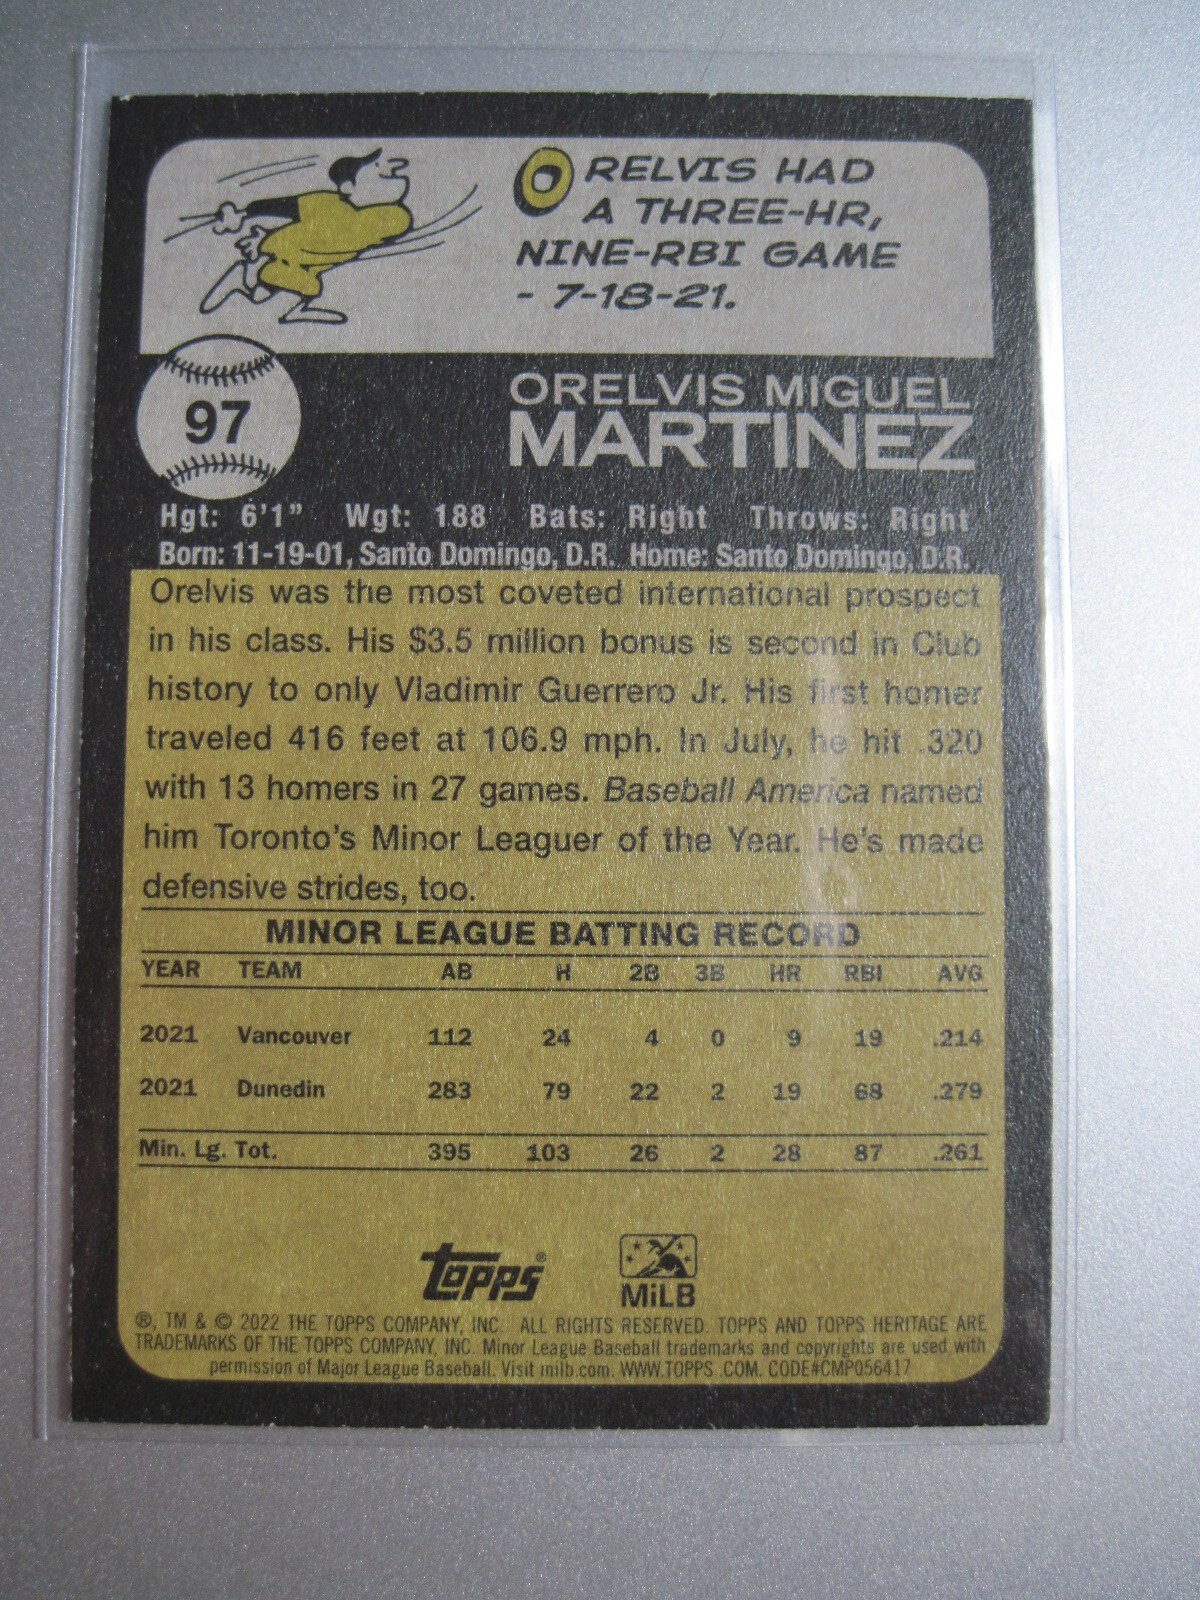 ORELVIS HAD
A THREE-HR,
NINE-RBI GAME
- 7-18-21.
97
ORELVIS MIGUEL
MARTINEZ
Hgt: 6'1” Wgt: 188 Bats: Right Throws: Right
Born: 11-19-01, Santo Domingo, D.R. Home: Santo Domingo, D.R.
Orelvis was the most coveted international prospect
in his class. His $3.5 million bonus is second in Club
history to only Vladimir Guerrero Jr. His first homer
traveled 416 feet at 106.9 mph. In July, he hit .320
with 13 homers in 27 games. Baseball America named
him Toronto's Minor Leaguer of the Year. He's made
defensive strides, too.
MINOR LEAGUE BATTING RECORD
YEAR TEAM AB H 2B 3B HR RBI AVG
2021 Vancouver 112 24 4 0 9 19 .214
2021 Dunedin 283 79 22 2 19 68 .279
Min. Lg. Tot. 395 103 26 2 28 87 .261
topps®
MiLB
®, TM & © 2022 THE TOPPS COMPANY, INC. ALL RIGHTS RESERVED. TOPPS AND TOPPS HERITAGE ARE
TRADEMARKS OF THE TOPPS COMPANY, INC. Minor League Baseball trademarks and copyrights are used with
permission of Major League Baseball. Visit milb.com. WWW.TOPPS.COM. CODE#CMP056417